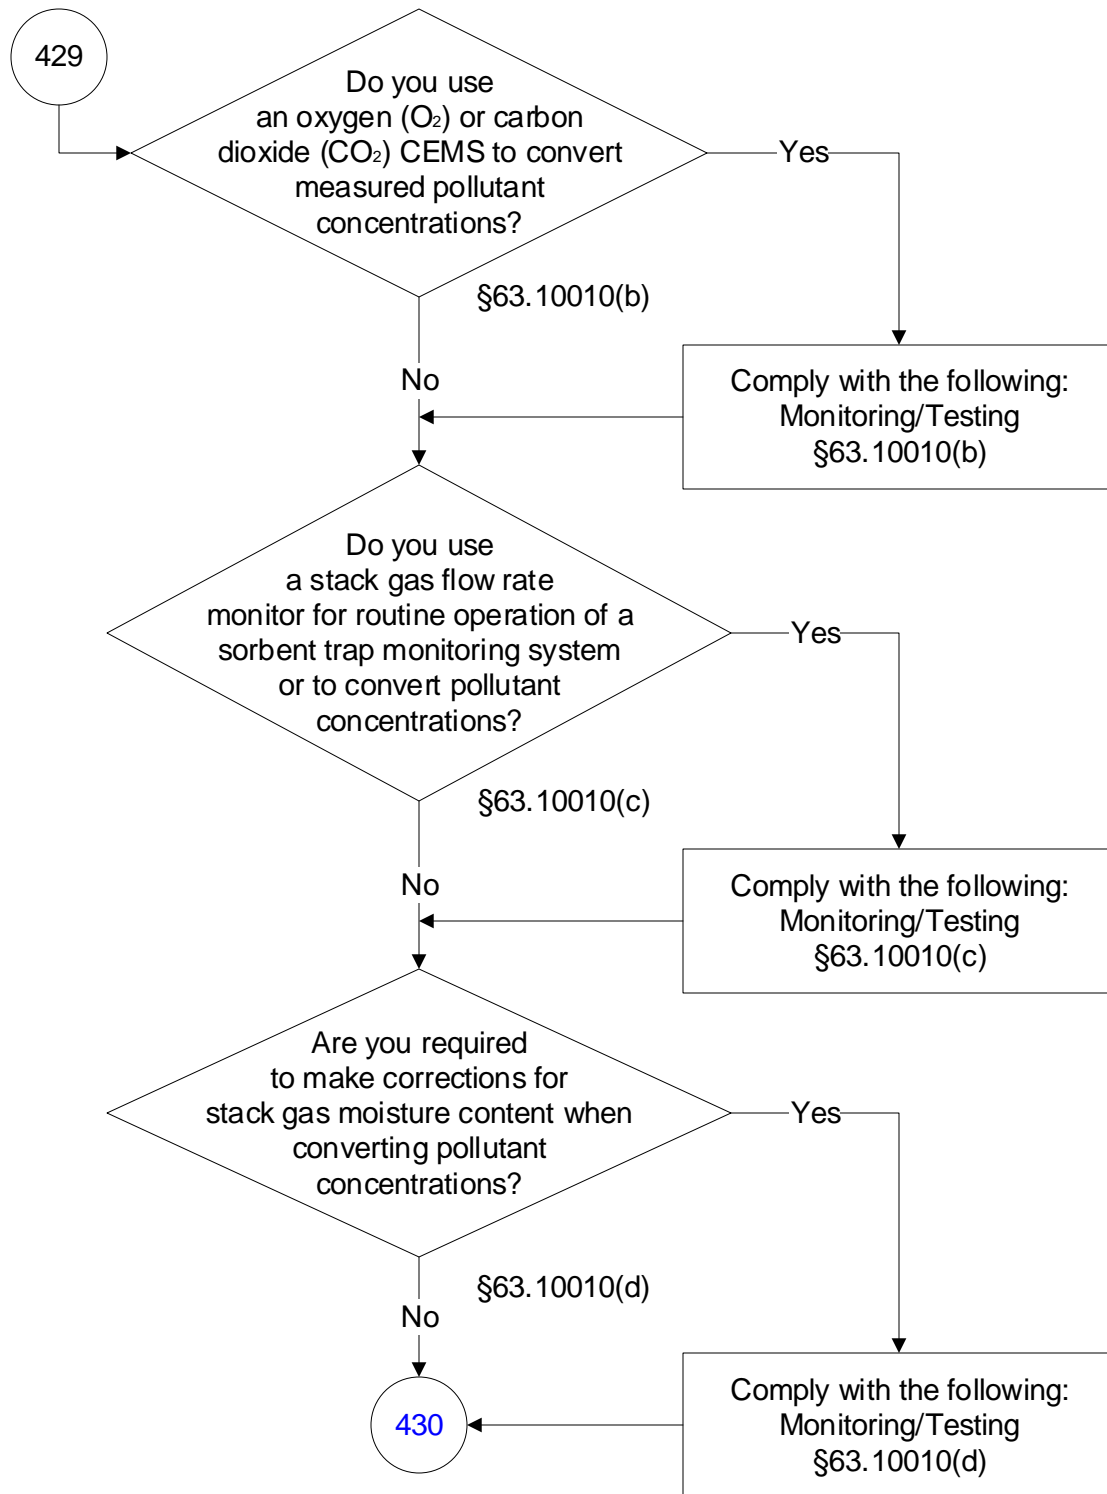 429
Do you use
an oxygen (O₂) or carbon
dioxide (CO₂) CEMS to convert
measured pollutant
concentrations?
Yes
§63.10010(b)
No
Comply with the following:
Monitoring/Testing
§63.10010(b)
Do you use
a stack gas flow rate
monitor for routine operation of a
sorbent trap monitoring system
or to convert pollutant
concentrations?
Yes
§63.10010(c)
No
Comply with the following:
Monitoring/Testing
§63.10010(c)
Are you required
to make corrections for
stack gas moisture content when
converting pollutant
concentrations?
Yes
§63.10010(d)
No
Comply with the following:
Monitoring/Testing
§63.10010(d)
430